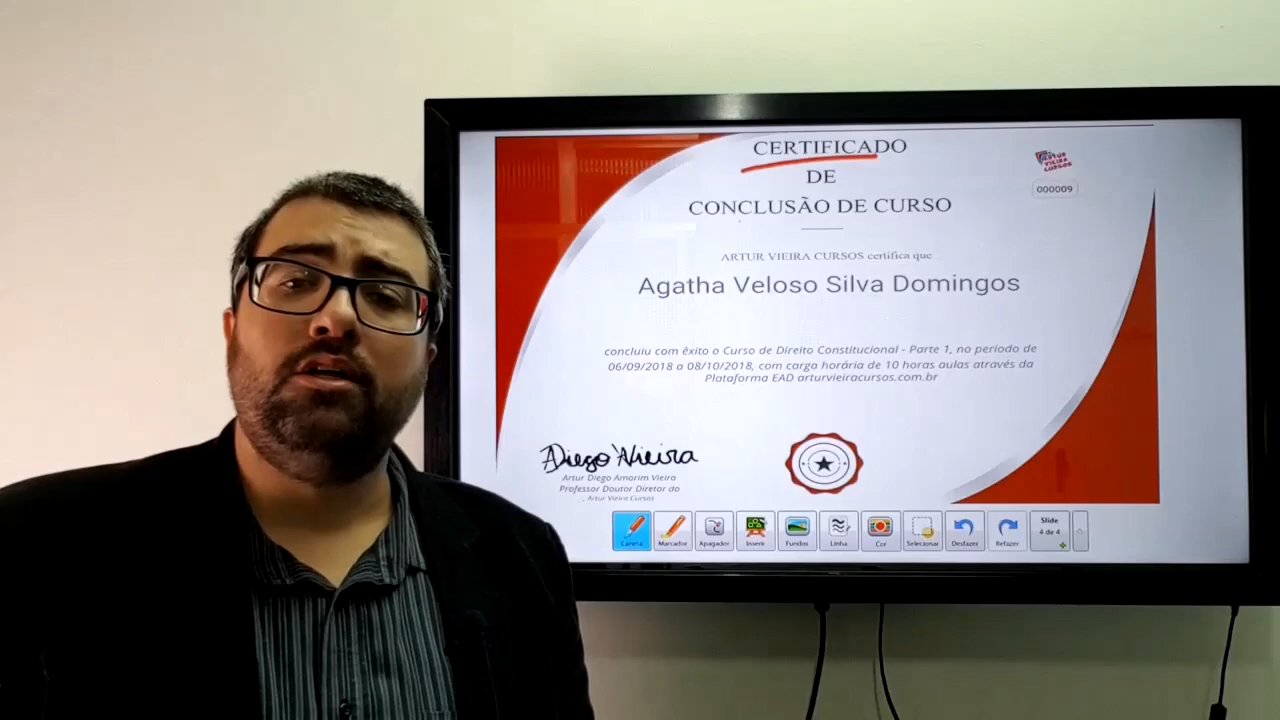 CERTIFICADO
DE
CONCLUSÃO DE CURSO
ARTUR VIEIRA CURSOS
000009
ARTUR VIEIRA CURSOS certifica que
Agatha Veloso Silva Domingos
concluiu com êxito o Curso de Direito Constitucional - Parte 1, no período de
06/09/2018 a 08/10/2018, com carga horária de 10 horas aulas através da
Plataforma EAD arturvieiracursos.com.br
Diego Vieira
Artur Diego Amorim Vieira
Professor Doutor Diretor do
Artur Vieira Cursos
Caneta Marcador Apagador Inserir Fundos Linha Cor Selecionar Desfazer Refazer
Slide
4 de 4